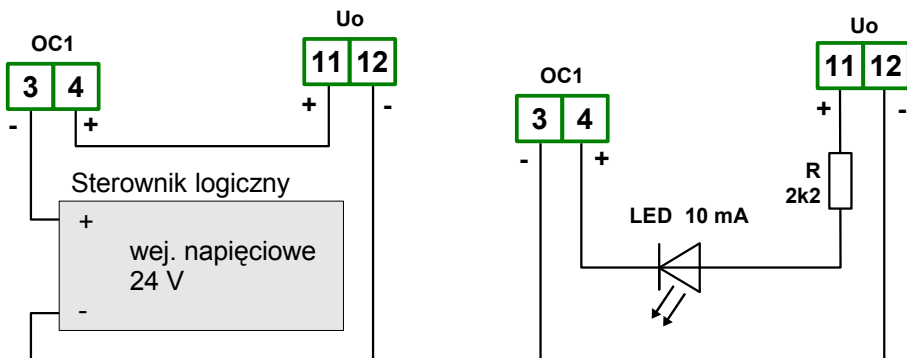 Uo
OC1
11 12
3 4
+ -
- +
Sterownik logiczny
+
wej. napięciowe
24 V
-
Uo
OC1
11 12
3 4
+ -
- +
R
2k2
LED 10 mA